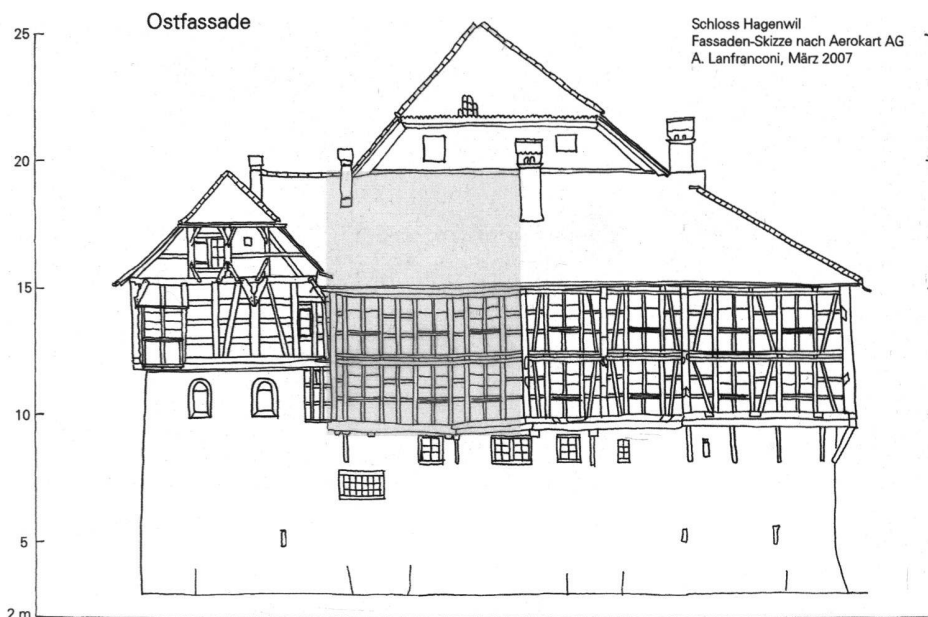 Ostfassade
Schloss Hagenwil
Fassaden-Skizze nach Aerokart AG
A. Lanfranconi, März 2007
25
20
15
10
5
2 m